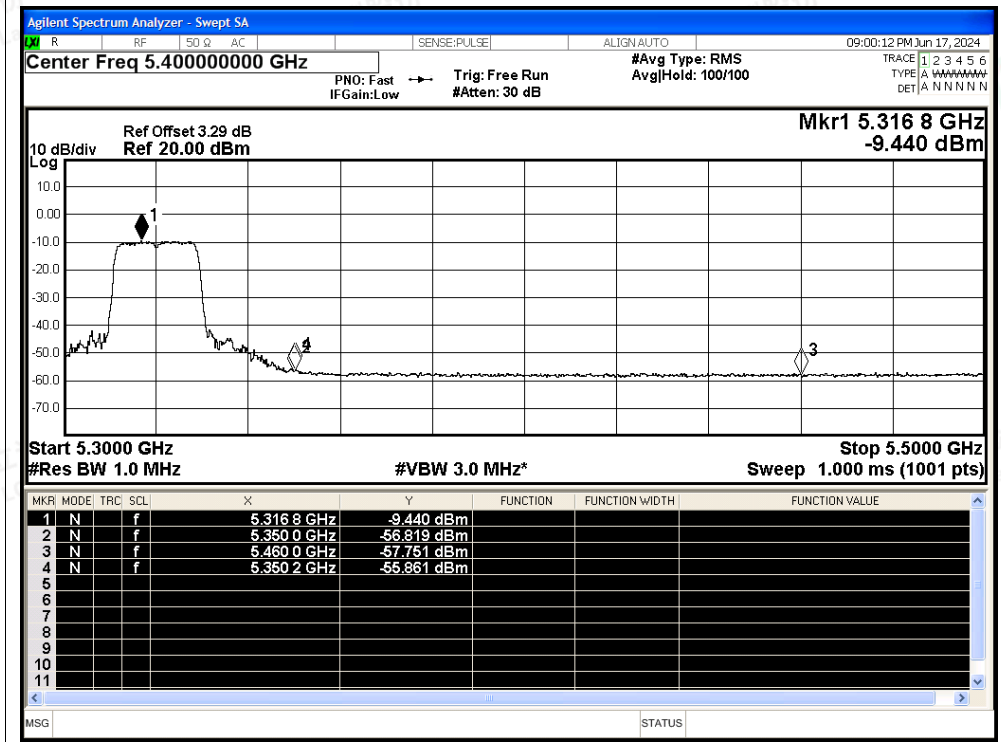 Agilent Spectrum Analyzer - Swept SA
LXI R RF 50 Ω AC SENSE:PULSE ALIGN AUTO 09:00:12 PM Jun 17, 2024
Center Freq 5.400000000 GHz
PNO: Fast
IFGain:Low
Trig: Free Run
#Atten: 30 dB
#Avg Type: RMS
Avg|Hold: 100/100
TRACE 1 2 3 4 5 6
TYPE A WWWWW
DET A N N N N N
Mkr1 5.316 8 GHz
-9.440 dBm
Ref Offset 3.29 dB
10 dB/div Ref 20.00 dBm
Log
10.0
0.00
-10.0
-20.0
-30.0
-40.0
-50.0
-60.0
-70.0
1
4
3
Start 5.3000 GHz Stop 5.5000 GHz
#Res BW 1.0 MHz #VBW 3.0 MHz* Sweep 1.000 ms (1001 pts)
MKR MODE TRC SCL X Y FUNCTION FUNCTION WIDTH FUNCTION VALUE
1 N f 5.316 8 GHz -9.440 dBm
2 N f 5.350 0 GHz -56.819 dBm
3 N f 5.460 0 GHz -57.751 dBm
4 N f 5.350 2 GHz -55.861 dBm
5
6
7
8
9
10
11
MSG STATUS